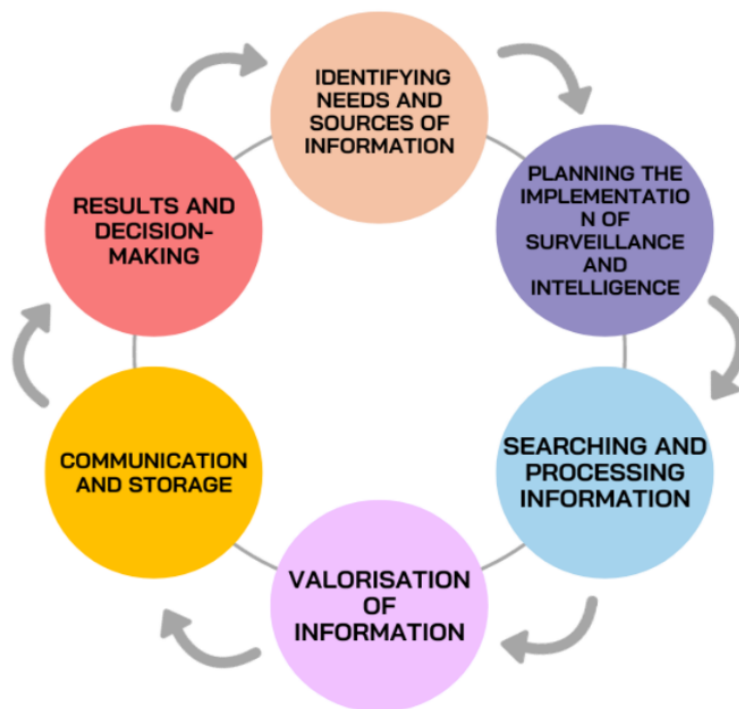 IDENTIFYING
NEEDS AND
SOURCES OF
INFORMATION
PLANNING THE
IMPLEMENTATIO
N OF
SURVEILLANCE
AND
INTELLIGENCE
SEARCHING AND
PROCESSING
INFORMATION
VALORISATION
OF
INFORMATION
COMMUNICATION
AND STORAGE
RESULTS AND
DECISION-
MAKING